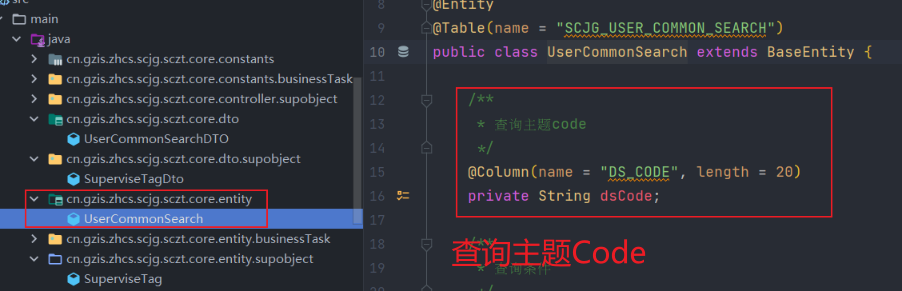 src
main
java
cn.gzis.zhcs.scjg.sczt.core.constants
cn.gzis.zhcs.scjg.sczt.core.constants.businessTask
cn.gzis.zhcs.scjg.sczt.core.controller.supobject
cn.gzis.zhcs.scjg.sczt.core.dto
UserCommonSearchDTO
cn.gzis.zhcs.scjg.sczt.core.dto.supobject
SuperviseTagDto
cn.gzis.zhcs.scjg.sczt.core.entity
UserCommonSearch
cn.gzis.zhcs.scjg.sczt.core.entity.businessTask
cn.gzis.zhcs.scjg.sczt.core.entity.supobject
SuperviseTag
8 @Entity
9 @Table(name = "SCJG_USER_COMMON_SEARCH")
10 public class UserCommonSearch extends BaseEntity {
11
12 /**
13 * 查询主题code
14 */
15 @Column(name = "DS_CODE", length = 20)
16 private String dsCode;
17
18 /**
19 * 查询条件
20 */
查询主题Code